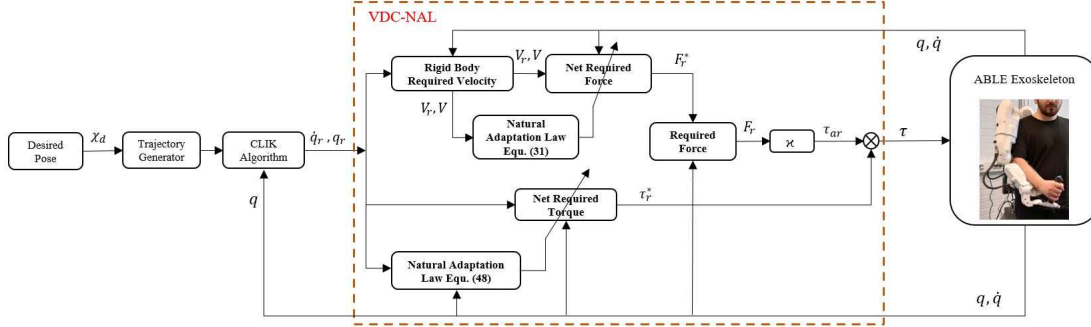 VDC-NAL
q, q̇
V_r, V
Rigid Body
Required Velocity
Net Required
Force
F_r^*
ABLE Exoskeleton
V_r, V
Desired
Pose
χ_d
Trajectory
Generator
CLIK
Algorithm
q̇_r , q_r
Natural
Adaptation Law
Equ. (31)
Required
Force
F_r
ϰ
τ_ar
τ
q
Net Required
Torque
τ_r^*
Natural Adaptation
Law Equ. (48)
q, q̇